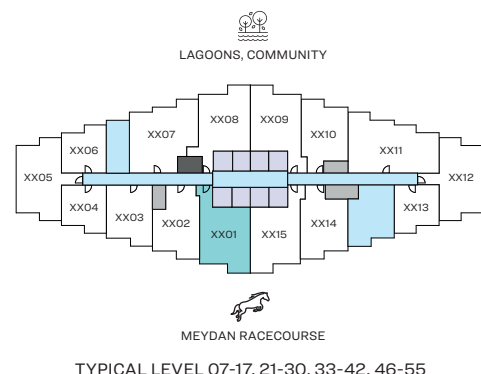 LAGOONS, COMMUNITY
XX08 XX09
XX07 XX10
XX06 XX11
XX05 XX12
XX04 XX13
XX03 XX02 XX01 XX15 XX14
MEYDAN RACECOURSE
TYPICAL LEVEL 07-17, 21-30, 33-42, 46-55